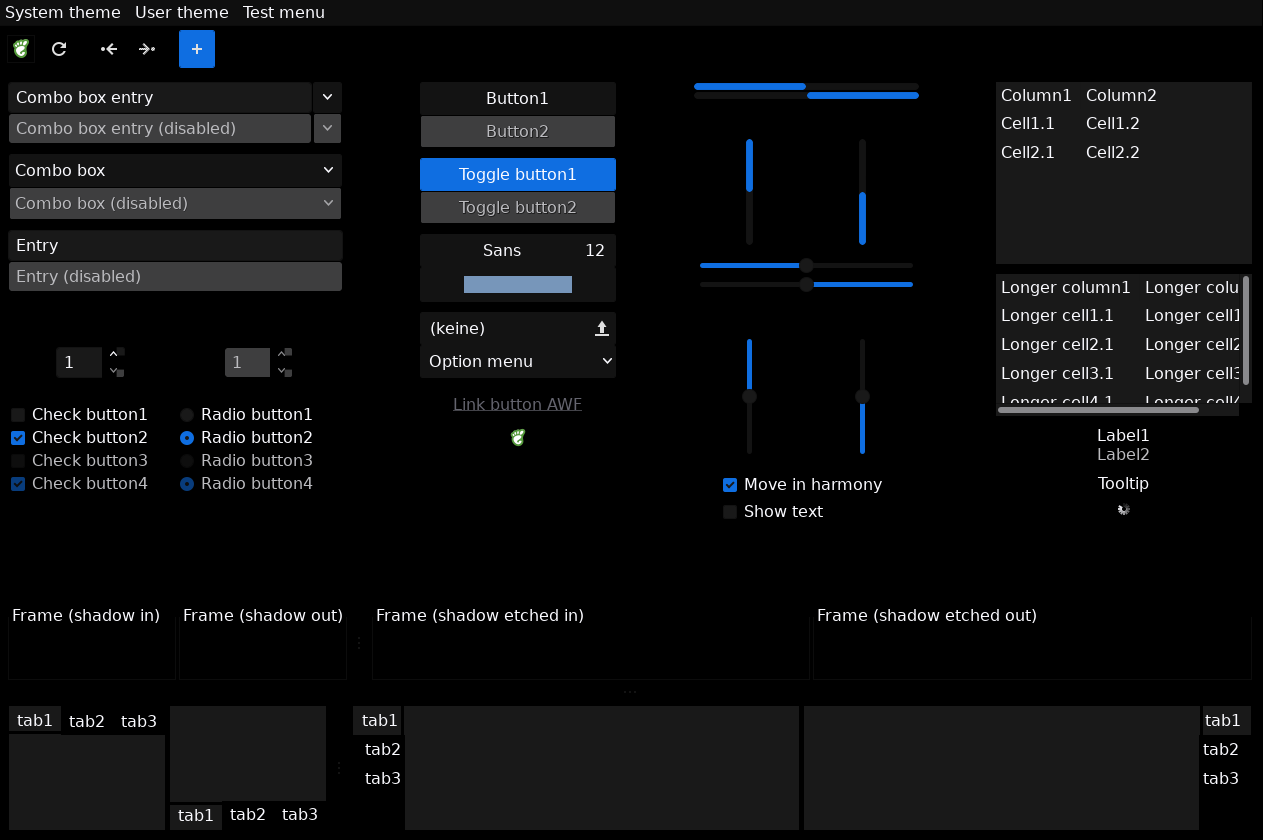 System theme User theme Test menu
Combo box entry
Combo box entry (disabled)
Combo box
Combo box (disabled)
Entry
Entry (disabled)
1 1
Check button1 Radio button1
Check button2 Radio button2
Check button3 Radio button3
Check button4 Radio button4
Button1
Button2
Toggle button1
Toggle button2
Sans 12
(keine)
Option menu
Link button AWF
Move in harmony
Show text
Column1 Column2
Cell1.1 Cell1.2
Cell2.1 Cell2.2
Longer column1 Longer colu
Longer cell1.1 Longer cell1
Longer cell2.1 Longer cell2
Longer cell3.1 Longer cell3
Longer cell4.1 Longer cell4
Label1
Label2
Tooltip
Frame (shadow in) Frame (shadow out) Frame (shadow etched in) Frame (shadow etched out)
tab1 tab2 tab3
tab1 tab2 tab3
tab1
tab2
tab3
tab1
tab2
tab3